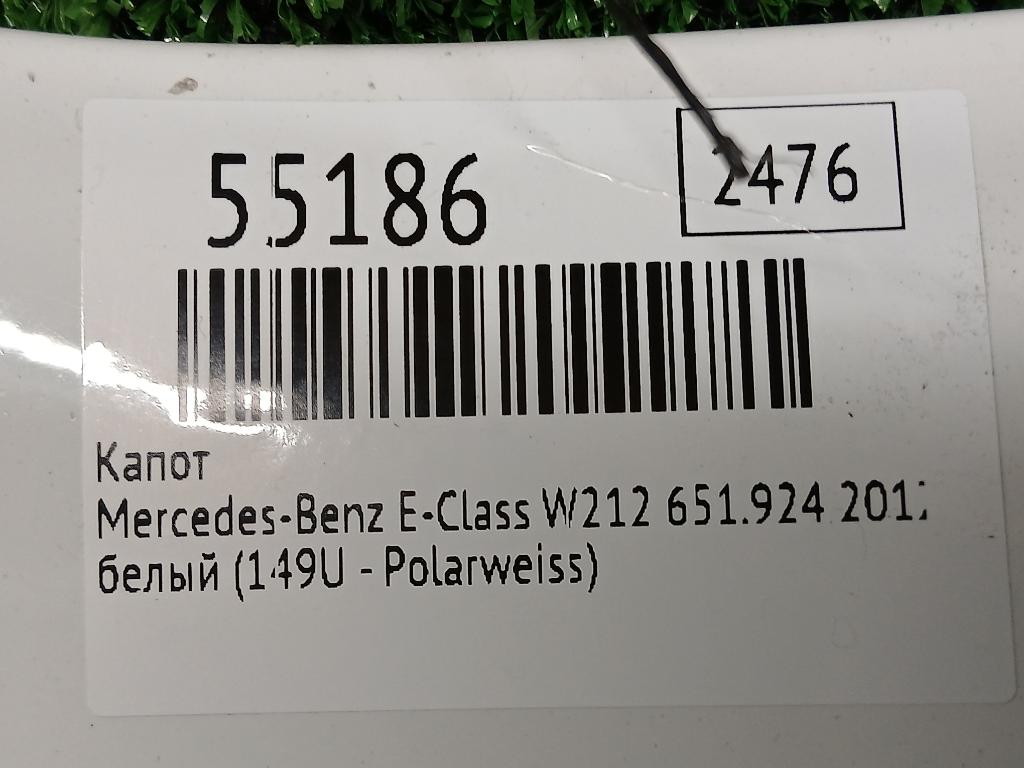 55186
2476
Капот
Mercedes-Benz E-Class W212 651.924
белый (149U - Polarweiss)